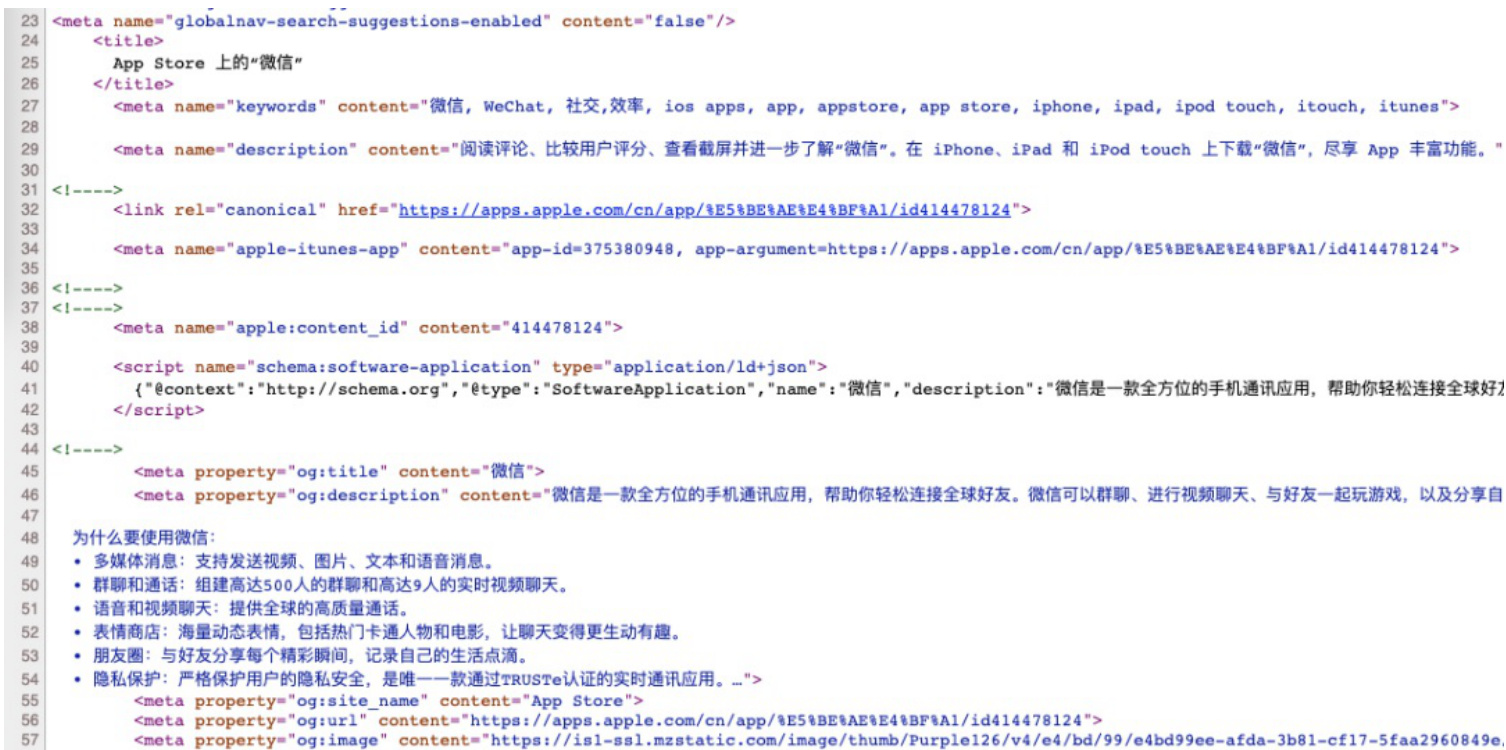 23 <meta name="globalnav-search-suggestions-enabled" content="false"/>
24 <title>
25 App Store 上的“微信”
26 </title>
27 <meta name="keywords" content="微信, WeChat, 社交,效率, ios apps, app, appstore, app store, iphone, ipad, ipod touch, itouch, itunes">
28
29 <meta name="description" content="阅读评论、比较用户评分、查看截屏并进一步了解“微信”。在 iPhone、iPad 和 iPod touch 上下载“微信”，尽享 App 丰富功能。"
30
31 <!---->
32 <link rel="canonical" href="https://apps.apple.com/cn/app/%E5%BE%AE%E4%BF%A1/id414478124">
33
34 <meta name="apple-itunes-app" content="app-id=375380948, app-argument=https://apps.apple.com/cn/app/%E5%BE%AE%E4%BF%A1/id414478124">
35
36 <!---->
37 <!---->
38 <meta name="apple:content_id" content="414478124">
39
40 <script name="schema:software-application" type="application/ld+json">
41 {"@context":"http://schema.org","@type":"SoftwareApplication","name":"微信","description":"微信是一款全方位的手机通讯应用，帮助你轻松连接全球好
42 </script>
43
44 <!---->
45 <meta property="og:title" content="微信">
46 <meta property="og:description" content="微信是一款全方位的手机通讯应用，帮助你轻松连接全球好友。微信可以群聊、进行视频聊天、与好友一起玩游戏，以及分享自
47
48 为什么要使用微信：
49 • 多媒体消息：支持发送视频、图片、文本和语音消息。
50 • 群聊和通话：组建高达500人的群聊和高达9人的实时视频聊天。
51 • 语音和视频聊天：提供全球的高质量通话。
52 • 表情商店：海量动态表情，包括热门卡通人物和电影，让聊天变得更生动有趣。
53 • 朋友圈：与好友分享每个精彩瞬间，记录自己的生活点滴。
54 • 隐私保护：严格保护用户的隐私安全，是唯一一款通过TRUSTe认证的实时通讯应用。…">
55 <meta property="og:site_name" content="App Store">
56 <meta property="og:url" content="https://apps.apple.com/cn/app/%E5%BE%AE%E4%BF%A1/id414478124">
57 <meta property="og:image" content="https://is1-ssl.mzstatic.com/image/thumb/Purple126/v4/e4/bd/99/e4bd99ee-afda-3b81-cf17-5faa2960849e